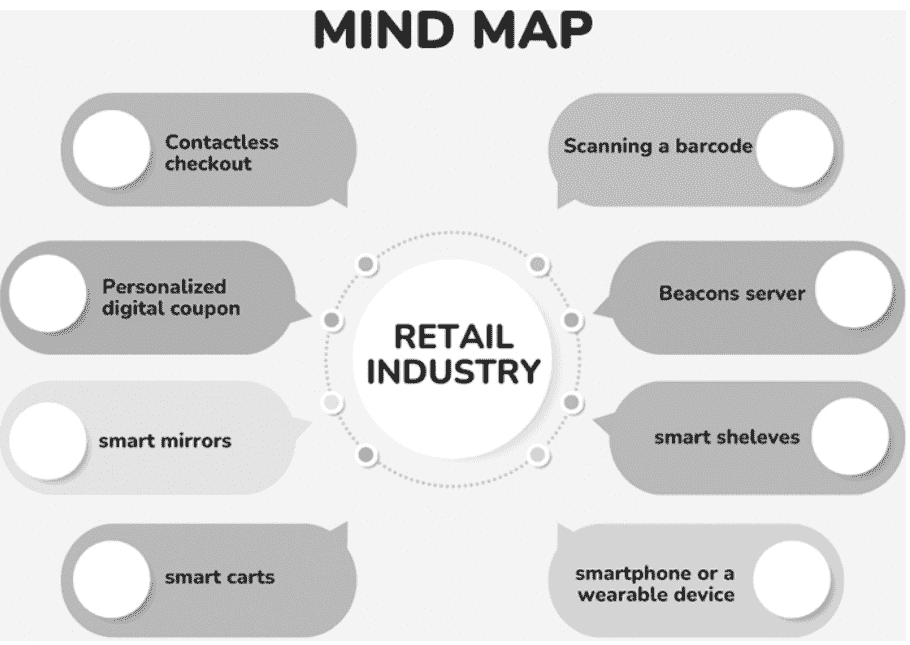 MIND MAP
Contactless
checkout
Scanning a barcode
Personalized
digital coupon
Beacons server
RETAIL
INDUSTRY
smart mirrors
smart sheleves
smart carts
smartphone or a
wearable device